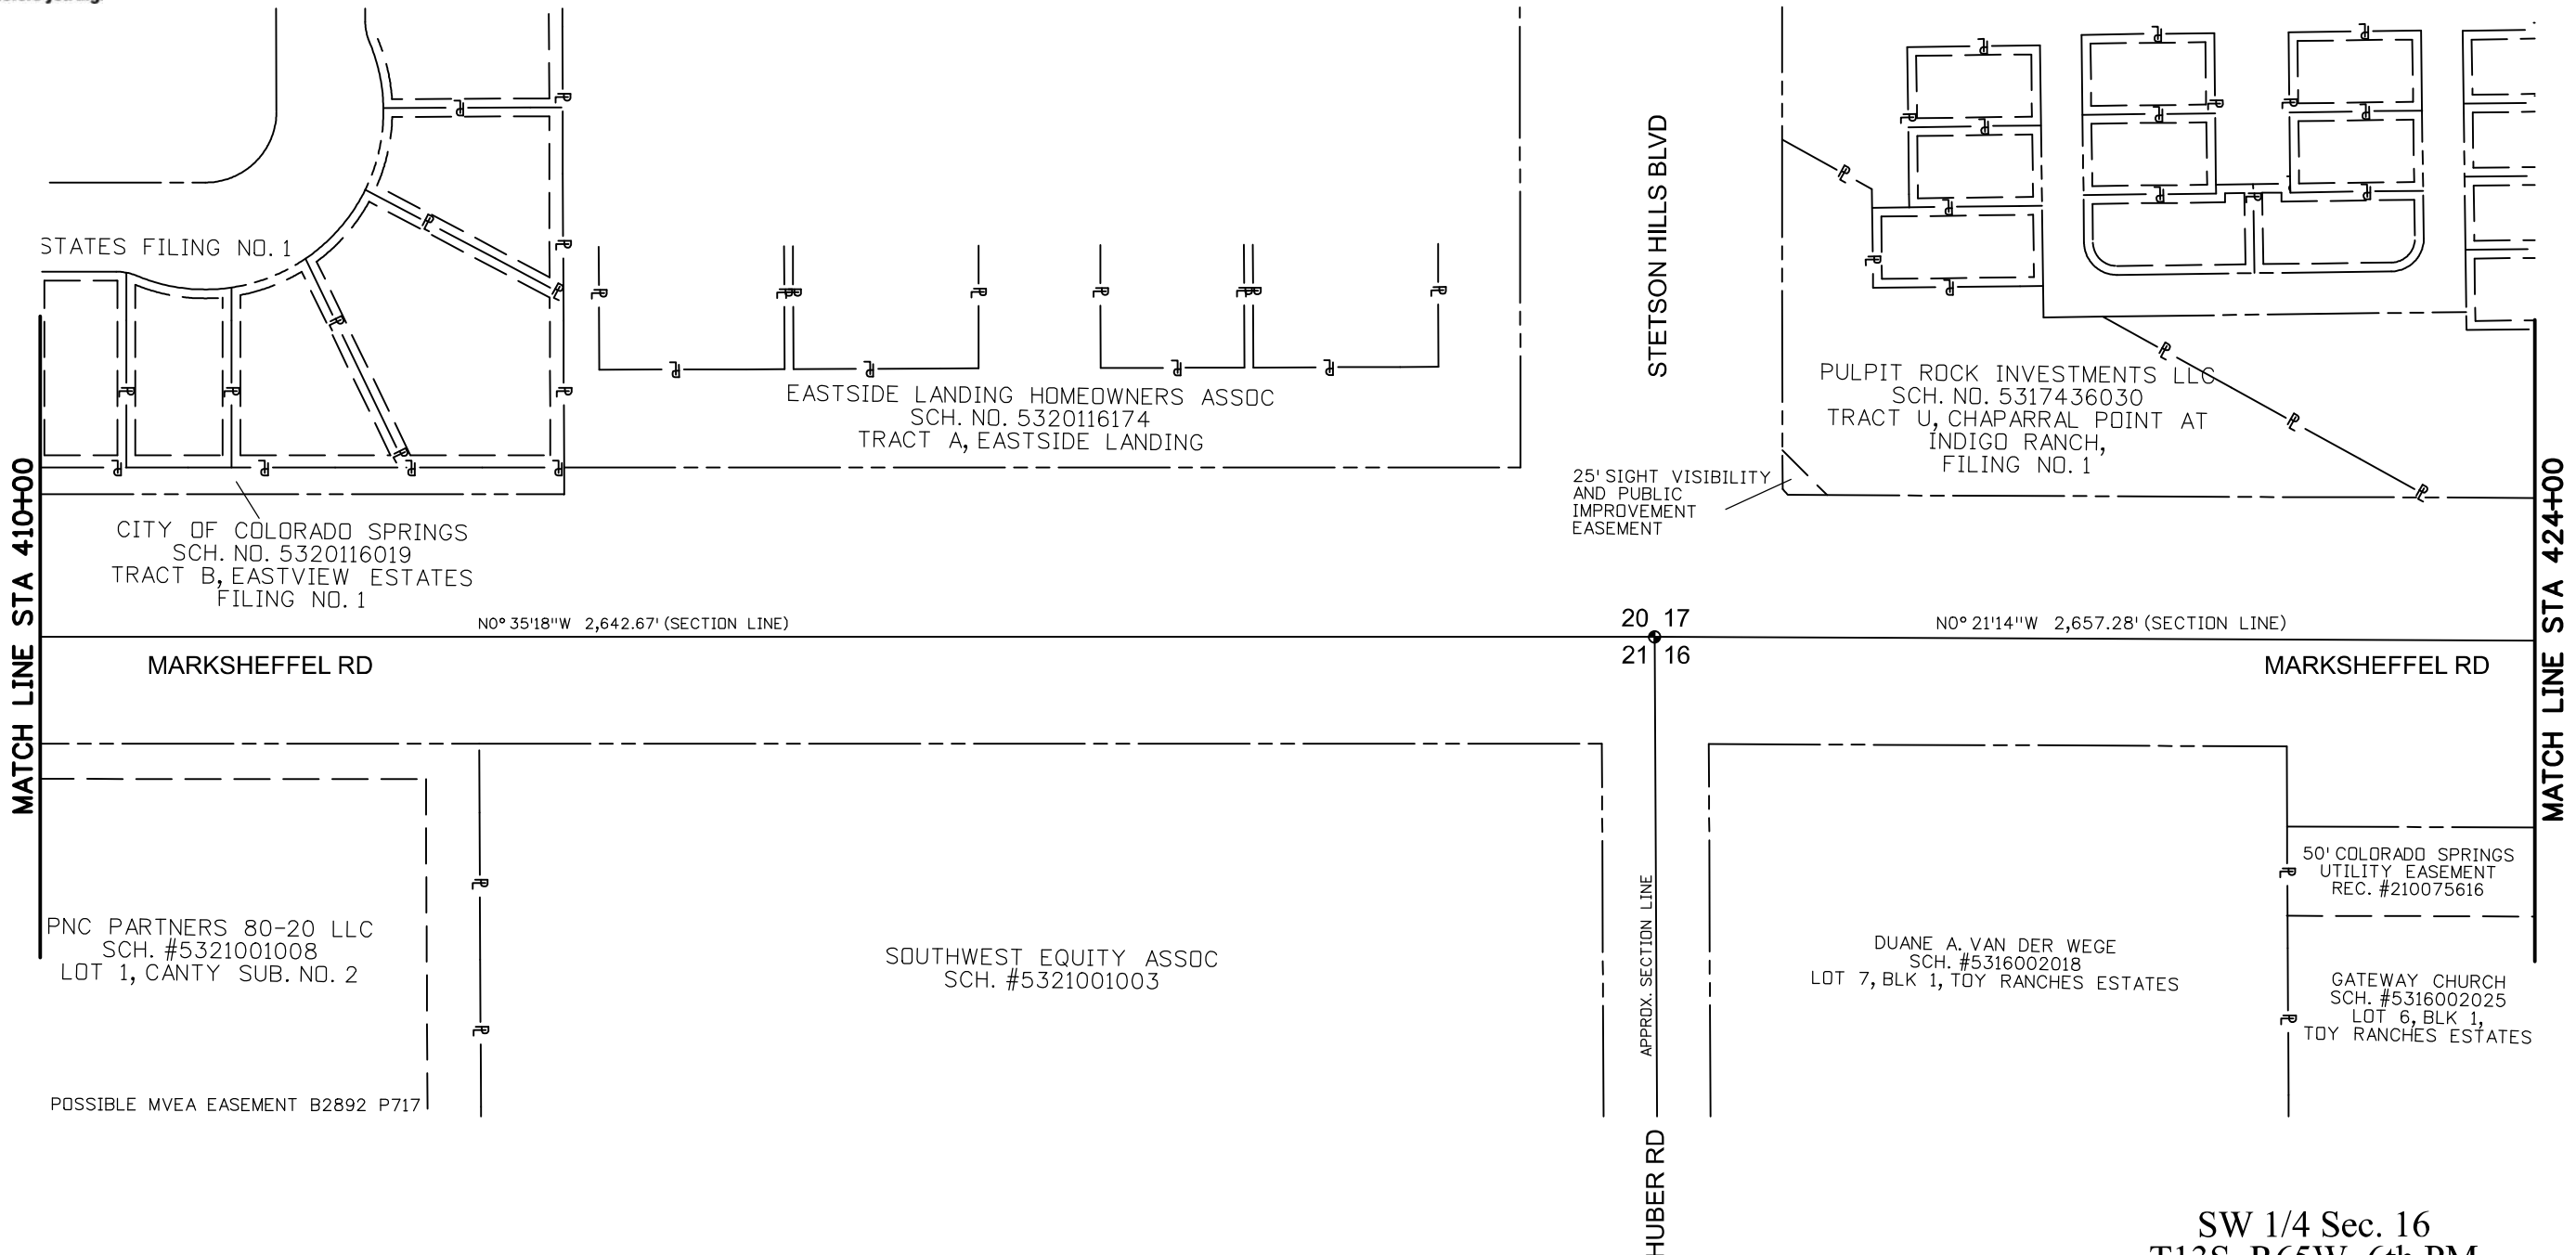 STETSON HILLS BLVD
STATES FILING NO. 1
EASTSIDE LANDING HOMEOWNERS ASSOC
SCH. NO. 5320116174
TRACT A, EASTSIDE LANDING
PULPIT ROCK INVESTMENTS LLC
SCH. NO. 5317436030
TRACT U, CHAPARRAL POINT AT
INDIGO RANCH,
FILING NO. 1
25' SIGHT VISIBILITY
AND PUBLIC
IMPROVEMENT
EASEMENT
MATCH LINE STA 410+00
MATCH LINE STA 424+00
CITY OF COLORADO SPRINGS
SCH. NO. 5320116019
TRACT B, EASTVIEW ESTATES
FILING NO. 1
N0°35'18"W 2,642.67' (SECTION LINE)
20 17
21 16
N0°21'14"W 2,657.28' (SECTION LINE)
MARKSHEFFEL RD
MARKSHEFFEL RD
50' COLORADO SPRINGS
UTILITY EASEMENT
REC. #210075616
PNC PARTNERS 80-20 LLC
SCH. #5321001008
LOT 1, CANTY SUB. NO. 2
SOUTHWEST EQUITY ASSOC
SCH. #5321001003
APPROX. SECTION LINE
DUANE A. VAN DER WEGE
SCH. #5316002018
LOT 7, BLK 1, TOY RANCHES ESTATES
GATEWAY CHURCH
SCH. #5316002025
LOT 6, BLK 1,
TOY RANCHES ESTATES
POSSIBLE MVEA EASEMENT B2892 P717
HUBER RD
SW 1/4 Sec. 16
T13S, R65W, 6th PM